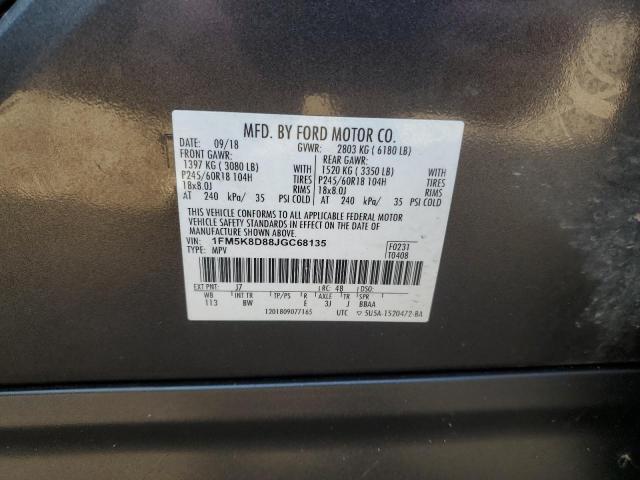 MFD. BY FORD MOTOR CO.
DATE: 09/18 GVWR: 2803 KG ( 6180 LB)
FRONT GAWR: REAR GAWR:
1397 KG ( 3080 LB) WITH 1520 KG ( 3350 LB) WITH
P245/60R18 104H TIRES P245/60R18 104H TIRES
18x8.0J RIMS 18x8.0J RIMS
AT 240 kPa/ 35 PSI COLD AT 240 kPa/ 35 PSI COLD
THIS VEHICLE CONFORMS TO ALL APPLICABLE FEDERAL MOTOR
VEHICLE SAFETY STANDARDS IN EFFECT ON THE DATE OF
MANUFACTURE SHOWN ABOVE.
VIN: 1FM5K8D88JGC68135 F0231
TYPE: MPV T0408
EXT PNT: J7 RC: 48 DSO:
WB INT TR TP/PS R AXLE TR SPR
113 BW E 3J J BBAA
1201809077165 UTC ▽ 5U5A-1520472-BA